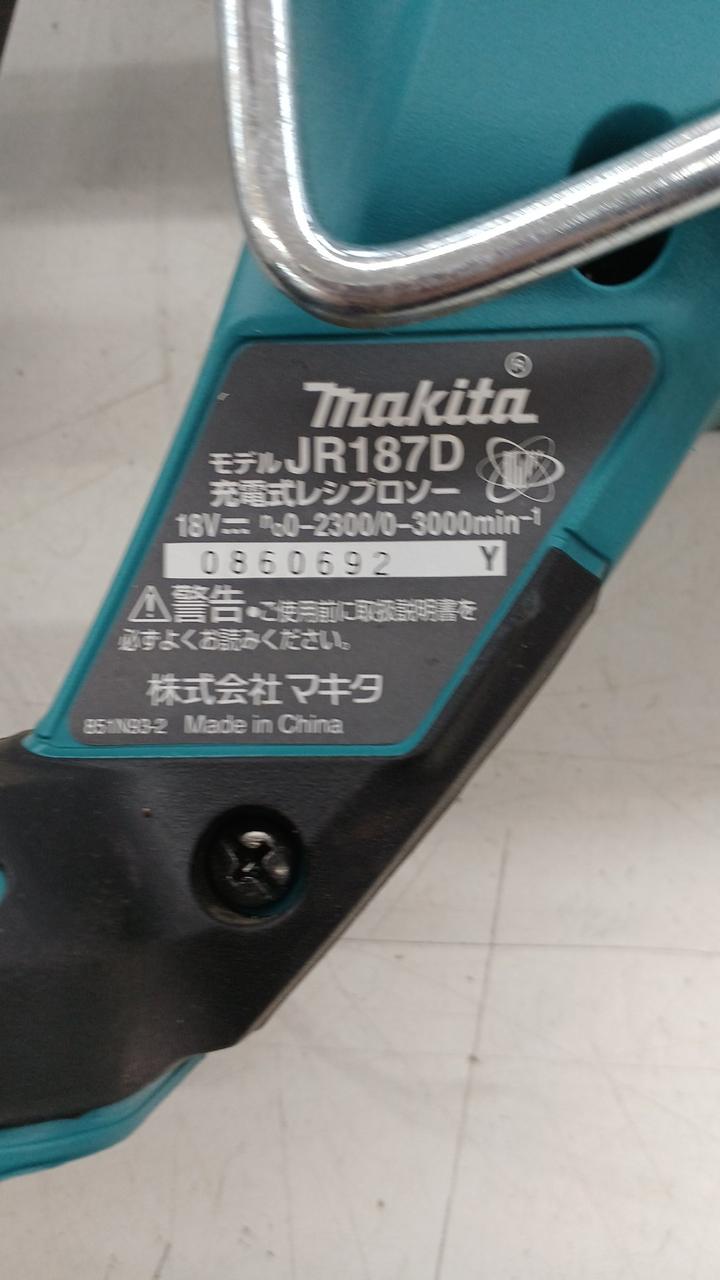 makita®
モデル JR187D
充電式レシプロソー
18V⎓ n₀0-2300/0-3000min⁻¹
0860692 Y
⚠警告 •ご使用前に取扱説明書を
必ずよくお読みください。
株式会社マキタ
851N93-2 Made in China